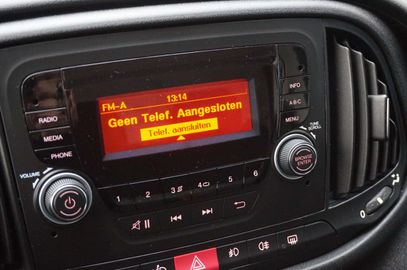 FM-A 13:14
Geen Telef. Aangesloten
Telef. aansluiten
RADIO
MEDIA
PHONE
INFO
A-B-C
MENU
VOLUME
TUNE
SCROLL
BROWSE
ENTER
1 2 3 4 5 6
0